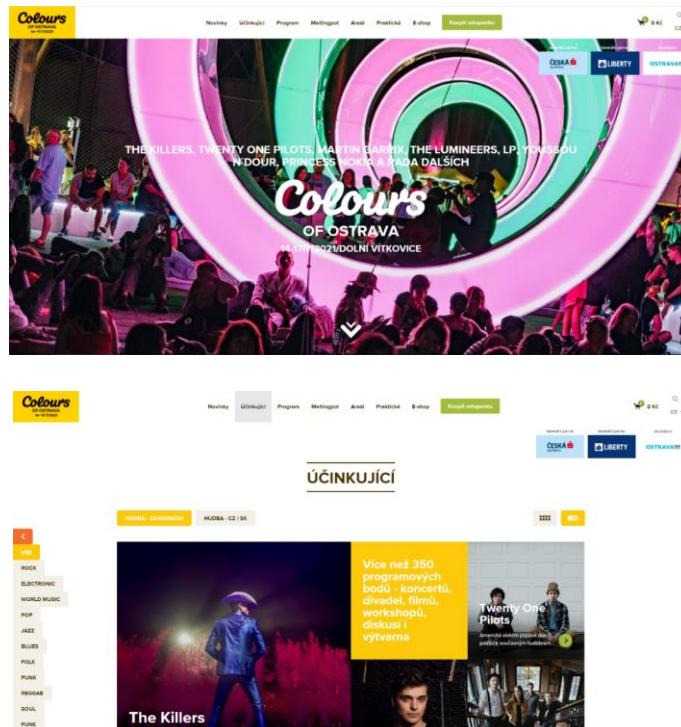 Colours
OF OSTRAVA
Novinky Účinkující Program Meltingpot Areál Praktické E-shop Koupit vstupenku
0 Kč
ČESKÁ
LIBERTY
OSTRAVA
THE KILLERS, TWENTY ONE PILOTS, MARTIN GARRIX, THE LUMINEERS, LP, YOUSSOU
N´DOUR, PRINCESS NOKIA A ŘADA DALŠÍCH
Colours
OF OSTRAVA
14-17/7/2021/DOLNÍ VÍTKOVICE
Colours
OF OSTRAVA
Novinky Účinkující Program Meltingpot Areál Praktické E-shop Koupit vstupenku
0 Kč
CZ
ČESKÁ
LIBERTY
OSTRAVA
ÚČINKUJÍCÍ
HUDBA - ZAHRANIČNÍ HUDBA - CZ / SK
VŠE
ROCK
ELECTRONIC
WORLD MUSIC
POP
JAZZ
BLUES
FOLK
PUNK
REGGAE
SOUL
FUNK
Více než 350
programových
bodů - koncertů,
divadel, filmů,
workshopů,
diskusí i
výtvarna
Twenty One
Pilots
The Killers